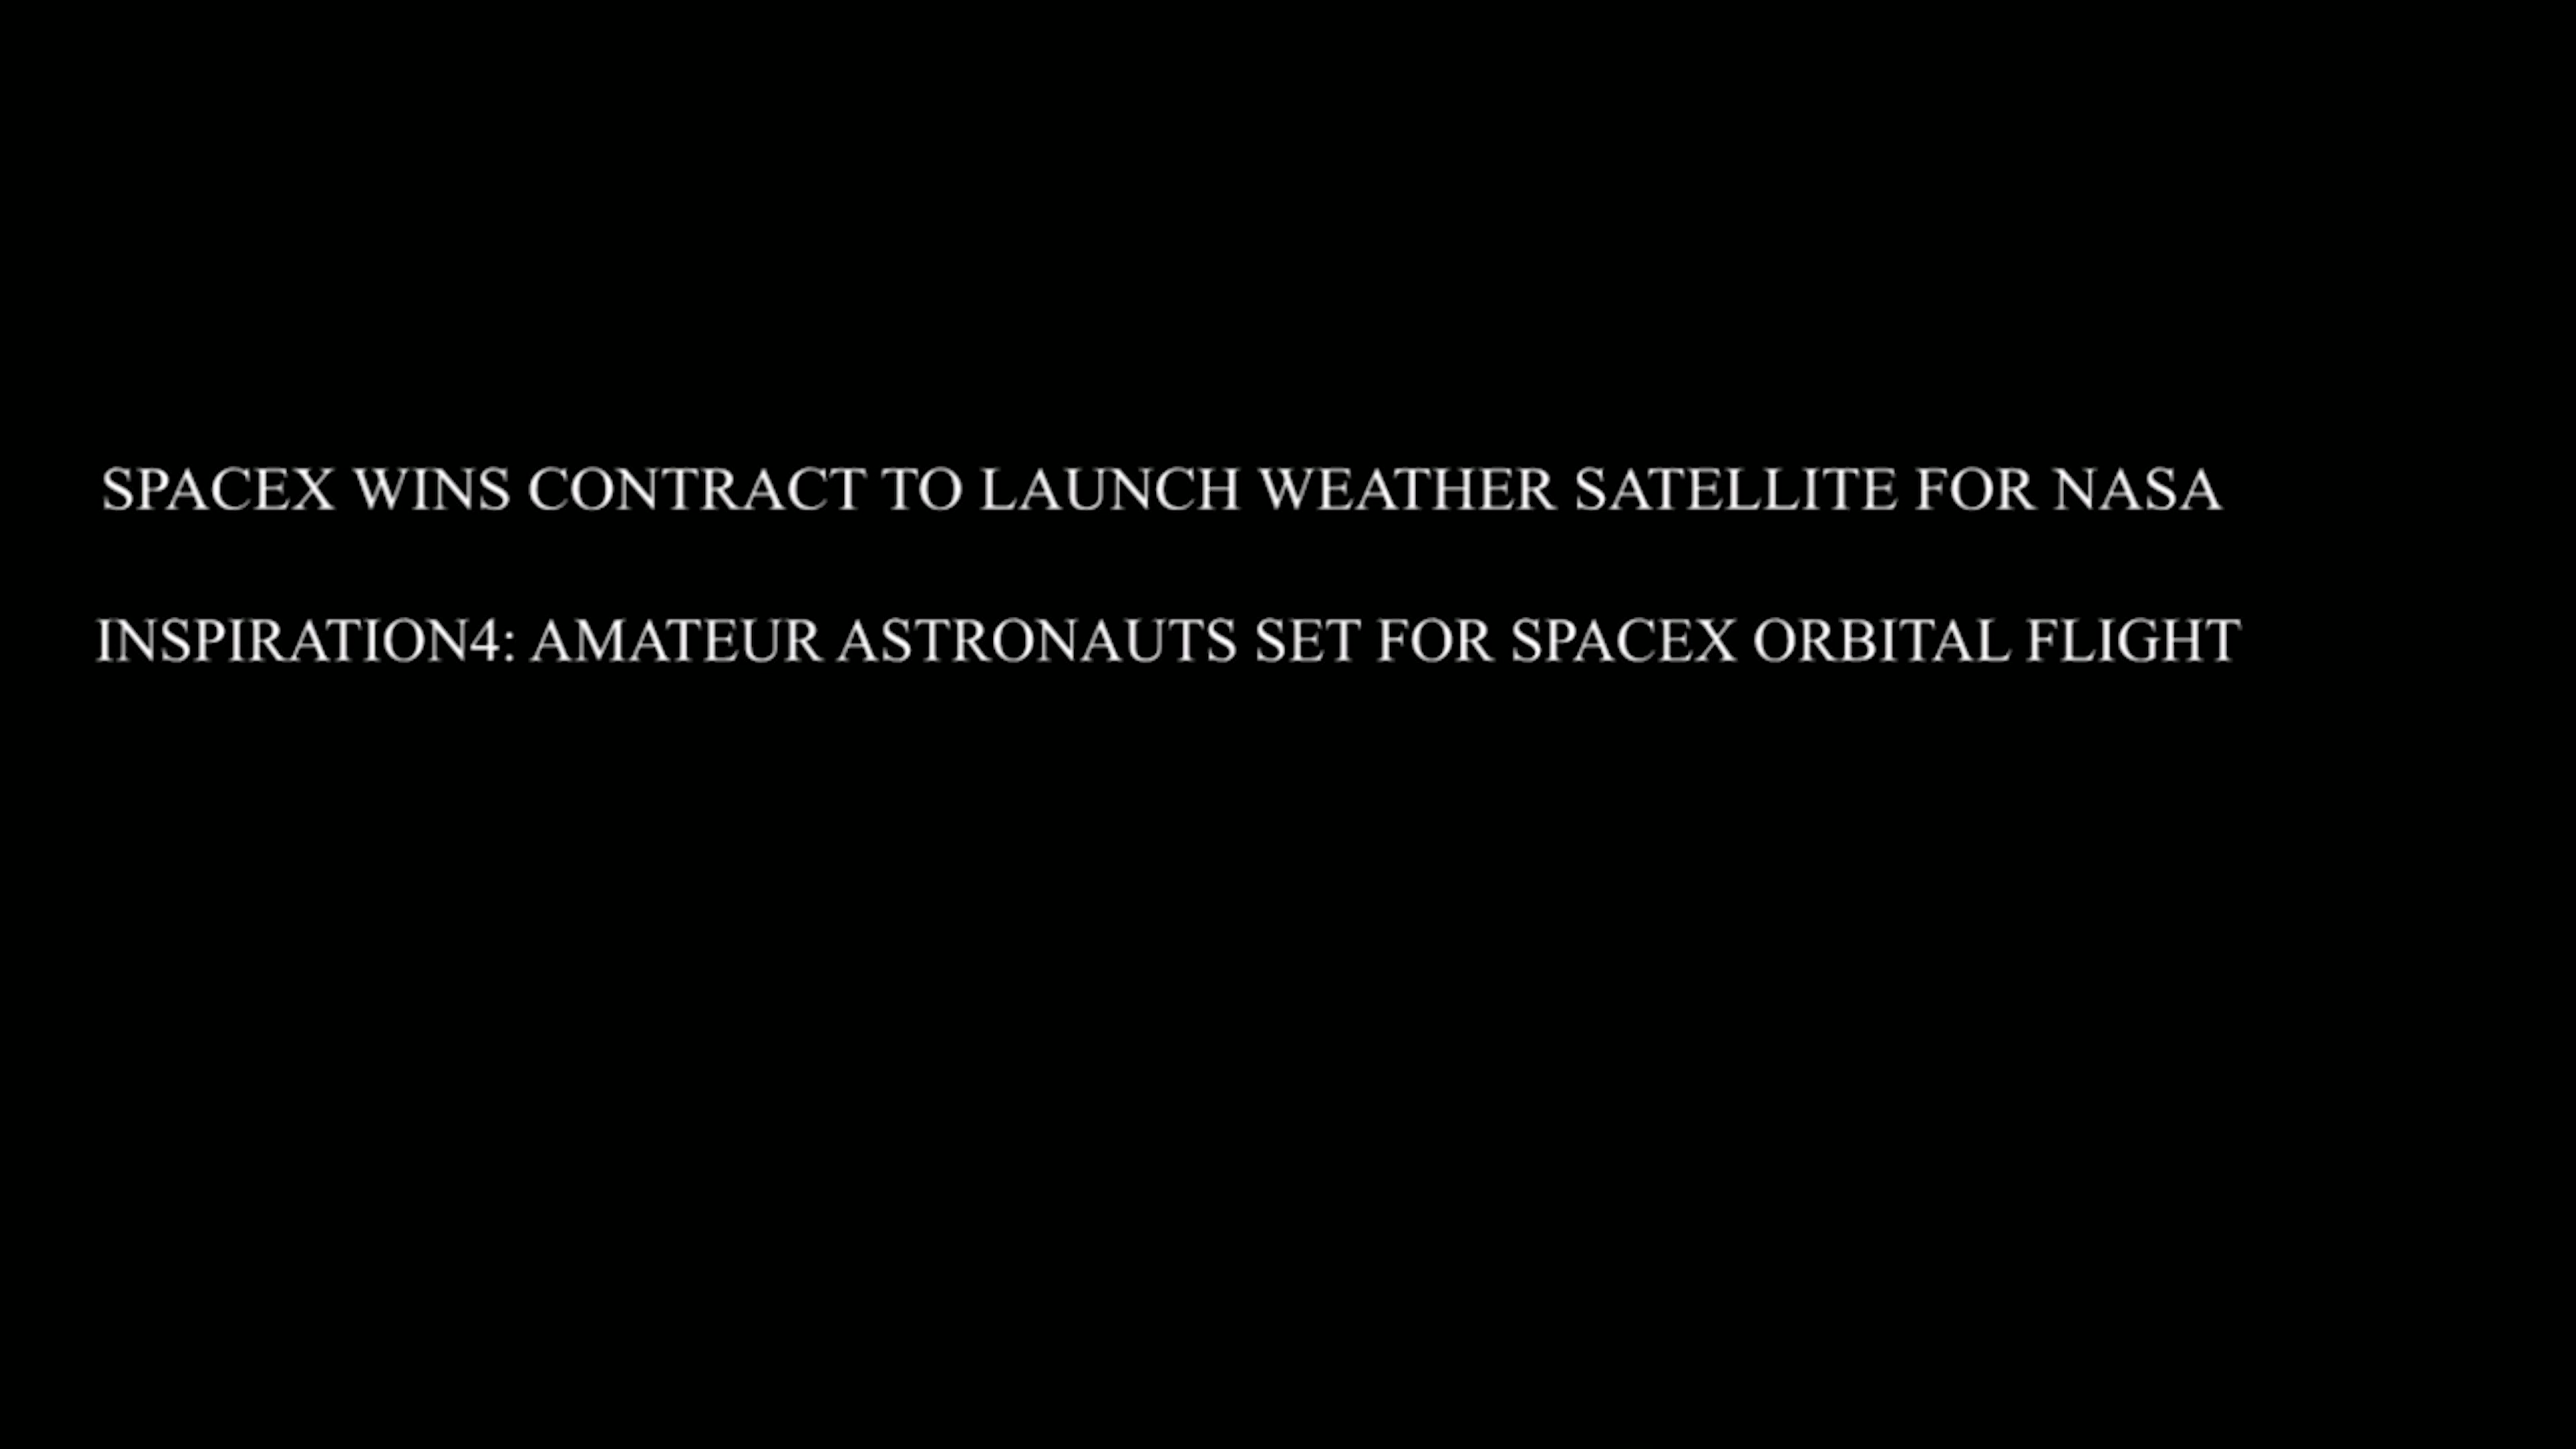 SPACEX WINS CONTRACT TO LAUNCH WEATHER SATELLITE FOR NASA
INSPIRATION4: AMATEUR ASTRONAUTS SET FOR SPACEX ORBITAL FLIGHT